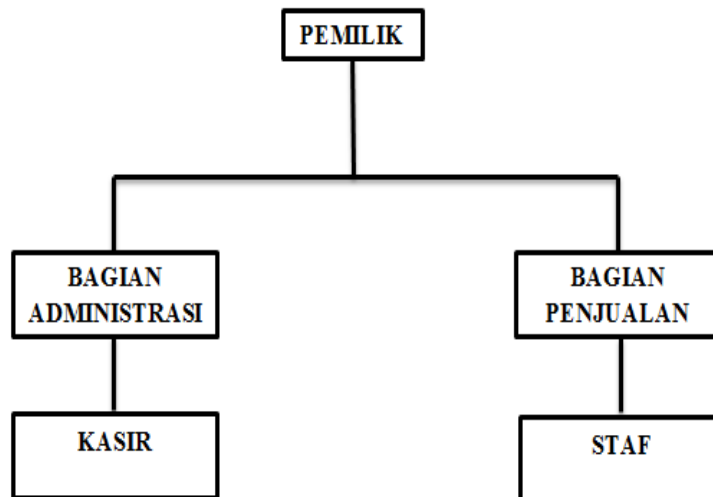 PEMILIK
BAGIAN
ADMINISTRASI
BAGIAN
PENJUALAN
KASIR
STAF